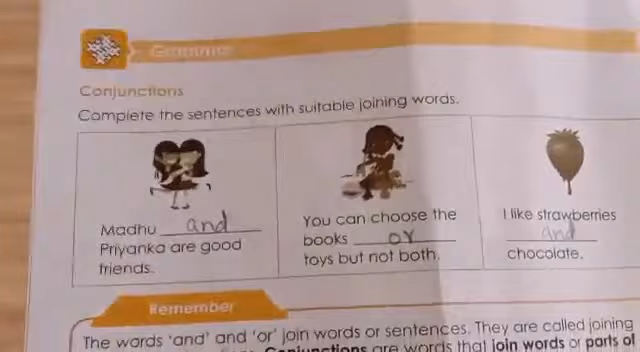 Grammar
Conjunctions
Complete the sentences with suitable joining words.
Madhu and
Priyanka are good
friends.
You can choose the
books or
toys but not both.
I like strawberries
and
chocolate.
Remember
The words 'and' and 'or' join words or sentences. They are called joining
Conjunctions are words that join words or parts of